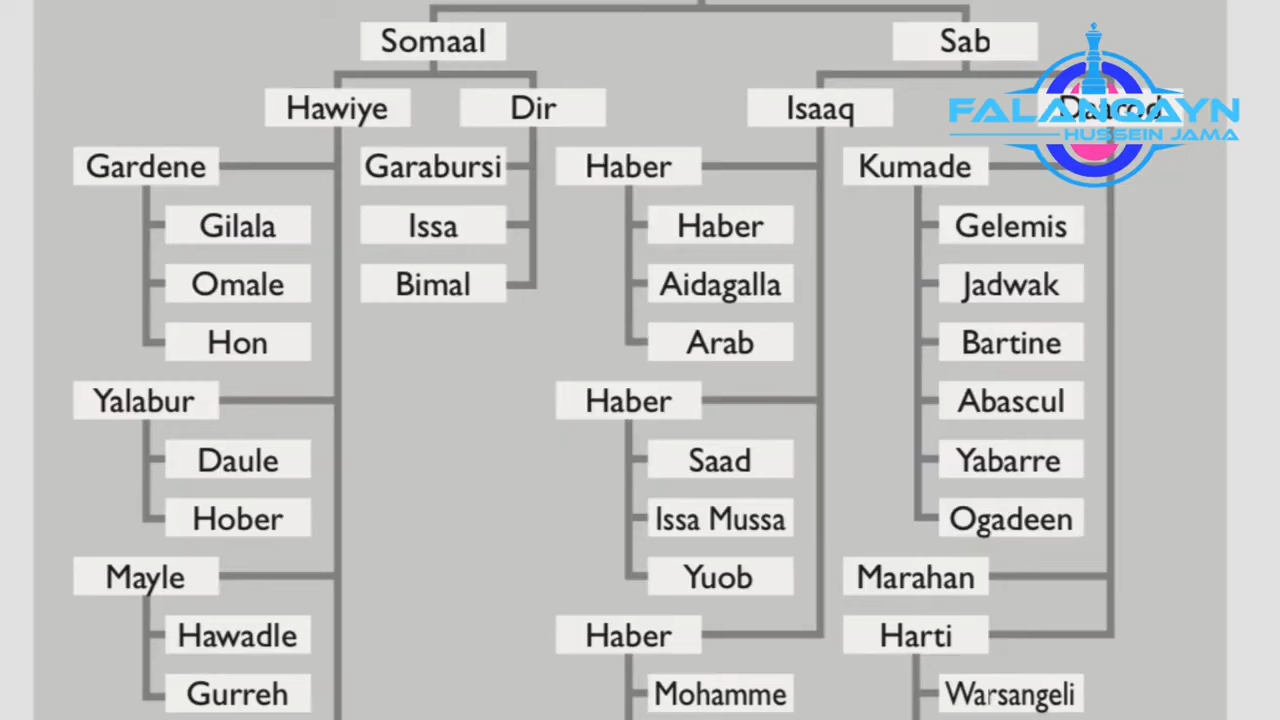 Somaal
Sab
Hawiye
Dir
Isaaq
Daarod
FALANQAYN
HUSSEIN JAMA
Gardene
Garabursi
Haber
Kumade
Gilala
Issa
Haber
Gelemis
Omale
Bimal
Aidagalla
Jadwak
Hon
Arab
Bartine
Yalabur
Haber
Abascul
Daule
Saad
Yabarre
Hober
Issa Mussa
Ogadeen
Mayle
Yuob
Marahan
Hawadle
Haber
Harti
Gurreh
Mohamme
Warsangeli